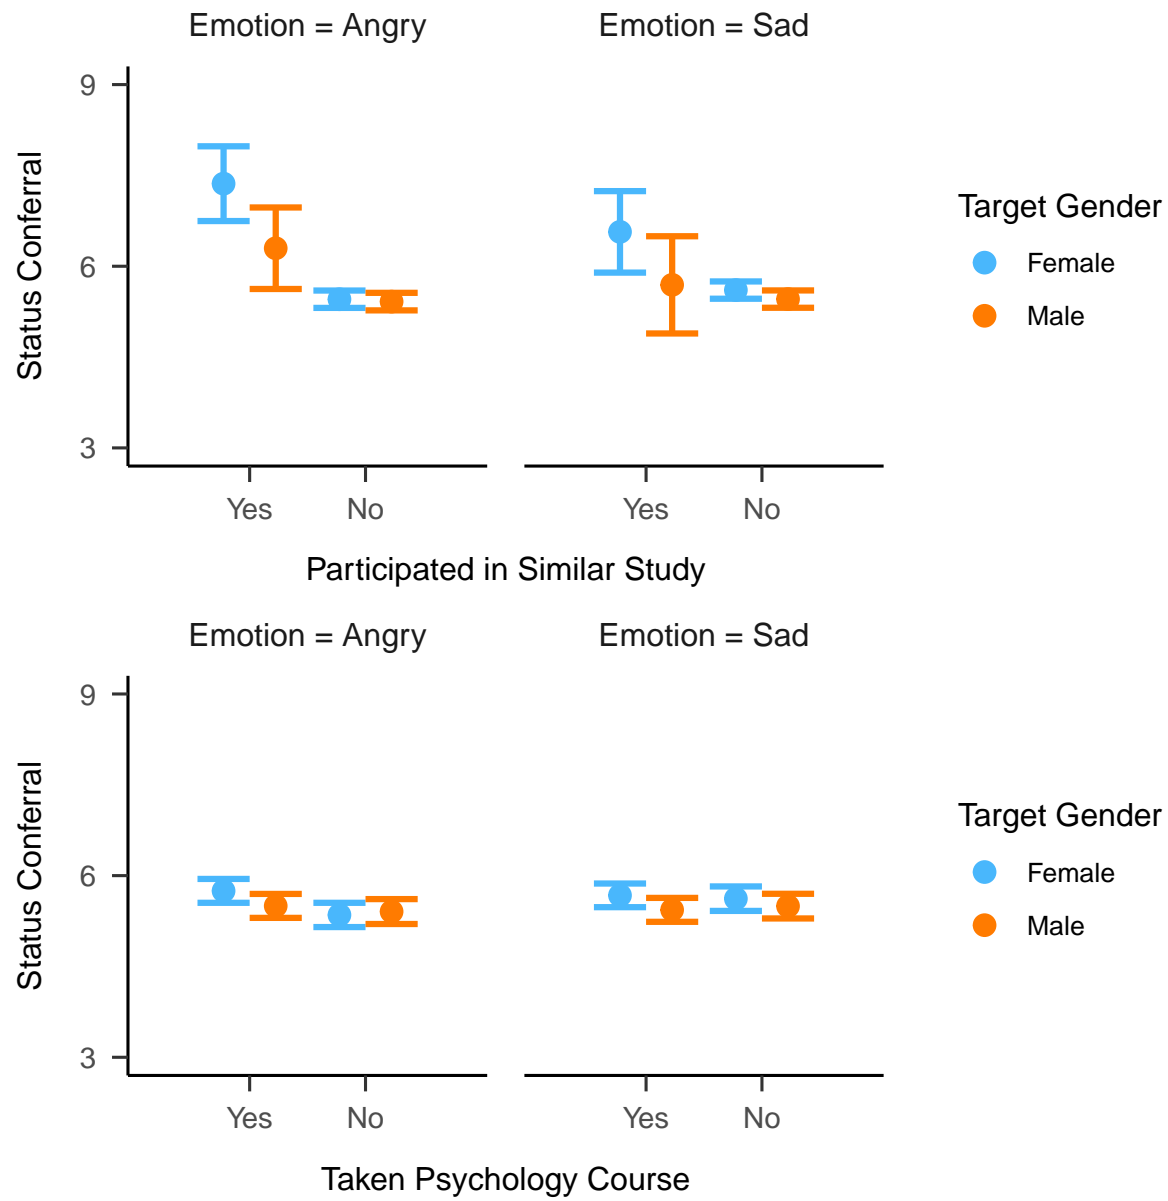 Emotion = Angry
Emotion = Sad
9
6
3
Status Conferral
Yes
No
Yes
No
Participated in Similar Study
Target Gender
Female
Male
Emotion = Angry
Emotion = Sad
9
6
3
Status Conferral
Yes
No
Yes
No
Taken Psychology Course
Target Gender
Female
Male